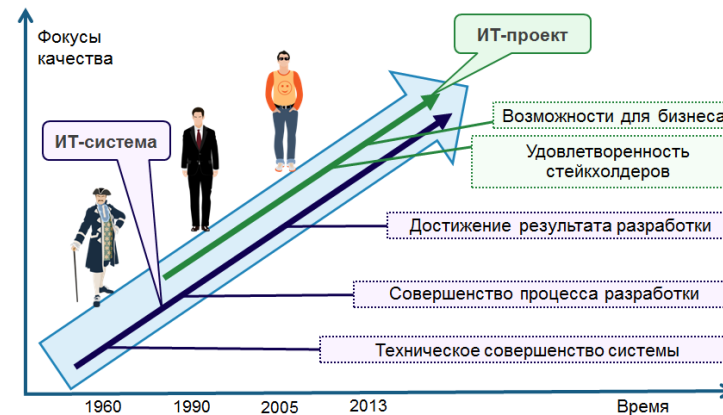 Фокусы
качества
ИТ-проект
ИТ-система
Возможности для бизнеса
Удовлетворенность
стейкхолдеров
Достижение результата разработки
Совершенство процесса разработки
Техническое совершенство системы
1960
1990
2005
2013
Время